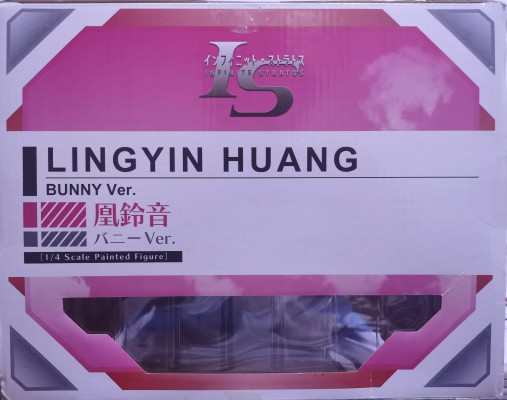 インフィニット・ストラトス
INFINITE STRATOS
IS
LINGYIN HUANG
BUNNY Ver.
凰鈴音
バニーVer.
[1/4 Scale Painted Figure]